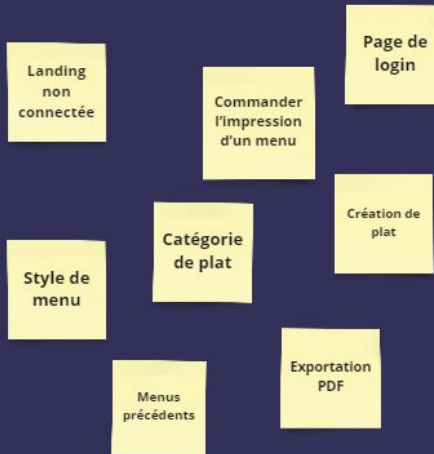 Page de
login
Landing
non
connectée
Commander
l'impression
d'un menu
Création de
plat
Catégorie
de plat
Style de
menu
Exportation
PDF
Menus
précédents